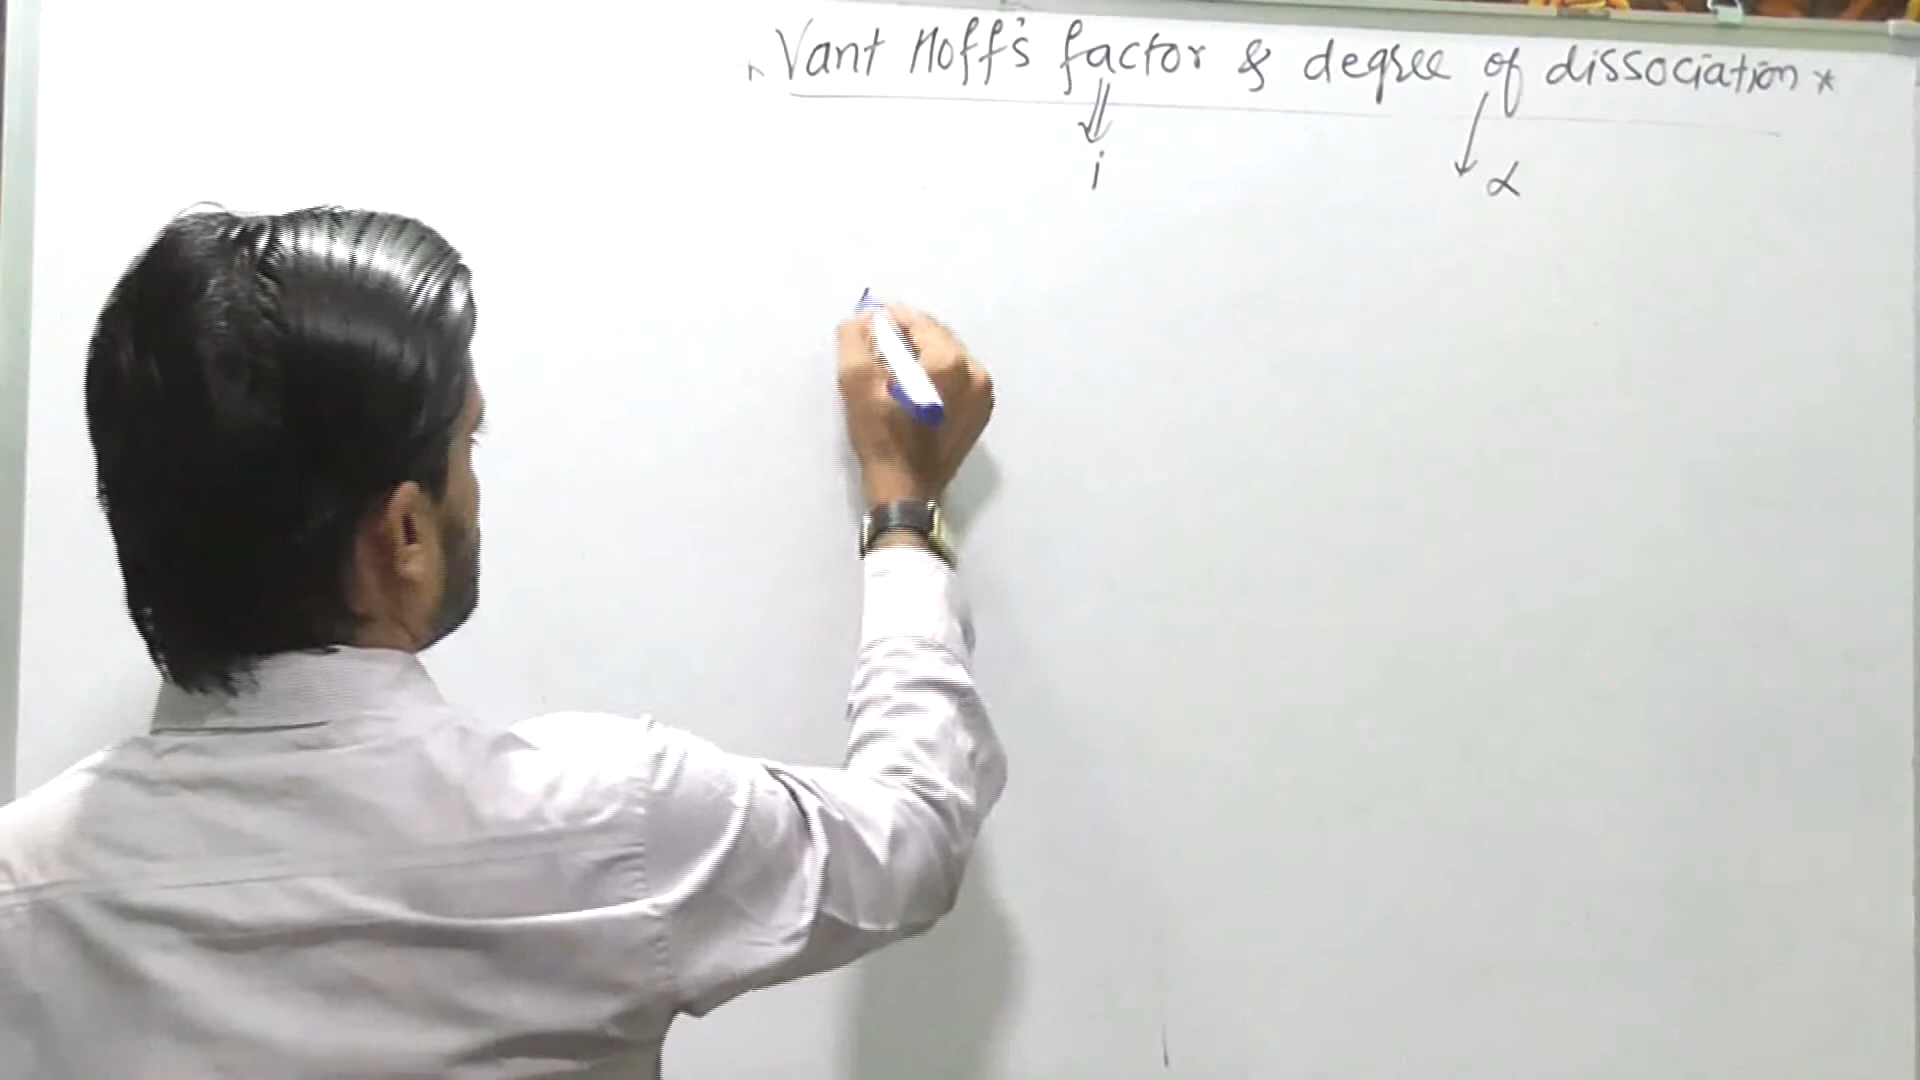 * Vant Hoff's factor & degree of dissociation *
i α